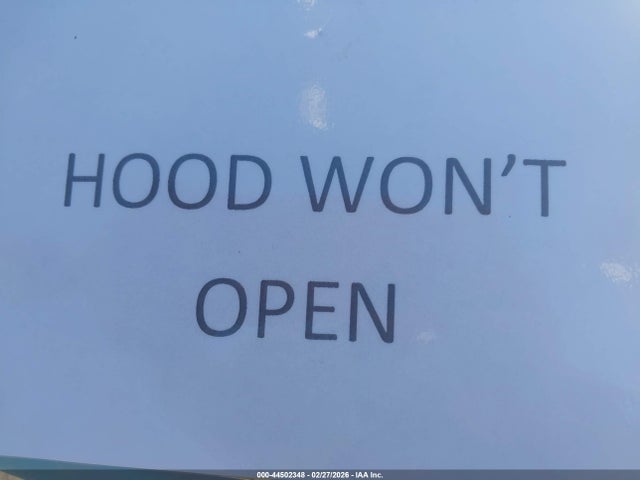 HOOD WON’T
OPEN
000-44502348 - 02/27/2026 - IAA Inc.